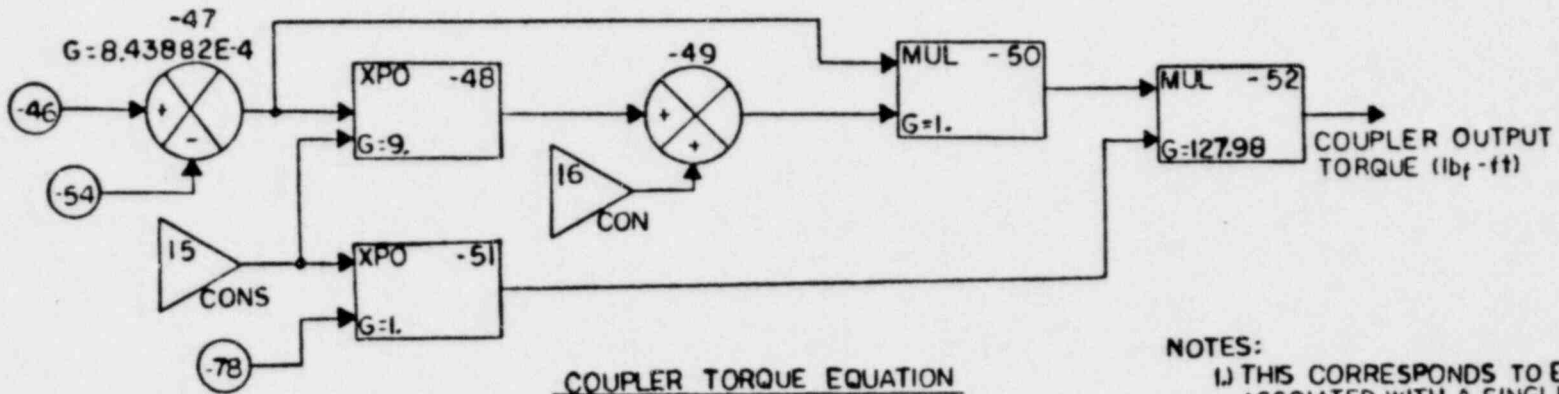 -47
G=8.43882E-4
-46
+
-
-54
XPO -48
G=9.
-49
+
+
16
CON
MUL -50
G=1.
MUL -52
G=127.98
COUPLER OUTPUT
TORQUE (lbf-ft)
15
CONS
XPO -51
G=1.
-78
COUPLER TORQUE EQUATION
NOTES:
1.) THIS CORRESPONDS TO
WITH A